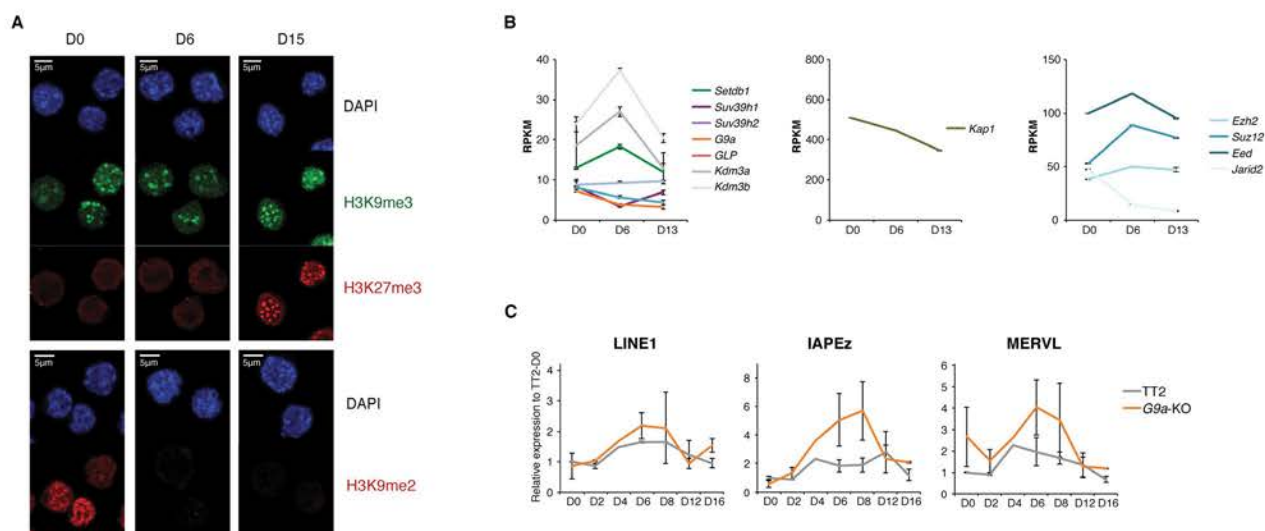 A
D0 D6 D15
5µm 5µm 5µm
DAPI
H3K9me3
H3K27me3
5µm 5µm 5µm
DAPI
H3K9me2
B
40
30
20
10
0
RPKM
D0 D6 D13
Setdb1
Suv39h1
Suv39h2
G9a
GLP
Kdm3a
Kdm3b
800
600
400
200
0
RPKM
D0 D6 D13
Kap1
150
100
50
0
RPKM
D0 D6 D13
Ezh2
Suz12
Eed
Jarid2
C
LINE1
Relative expression to TT2-D0
5
4
3
2
1
0
D0 D2 D4 D6 D8 D12 D16
IAPEz
8
6
4
2
0
D0 D2 D4 D6 D8 D12 D16
MERVL
6
5
4
3
2
1
0
D0 D2 D4 D6 D8 D12 D16
TT2
G9a-KO